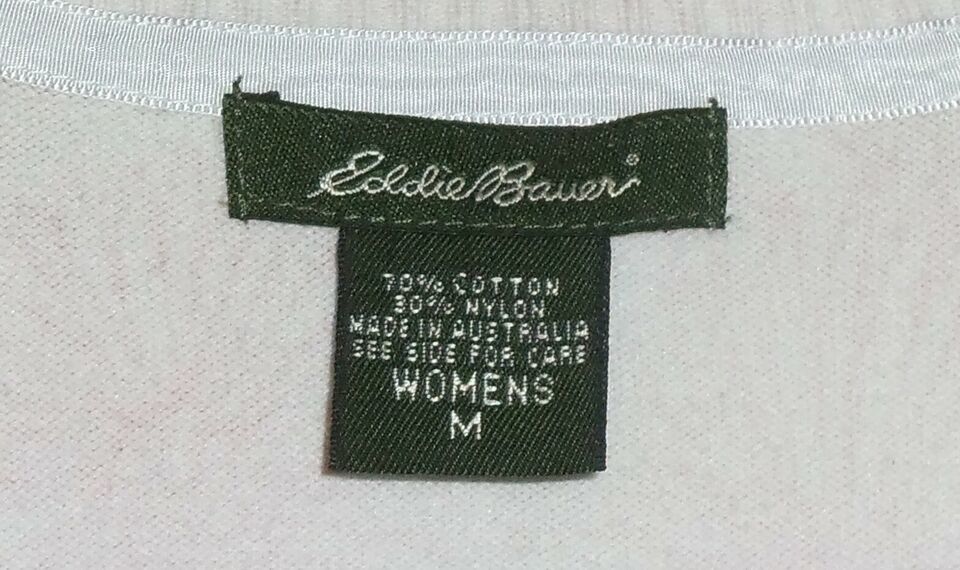 Eddie Bauer®
70% COTTON
30% NYLON
MADE IN AUSTRALIA
SEE SIDE FOR CARE
WOMENS
M